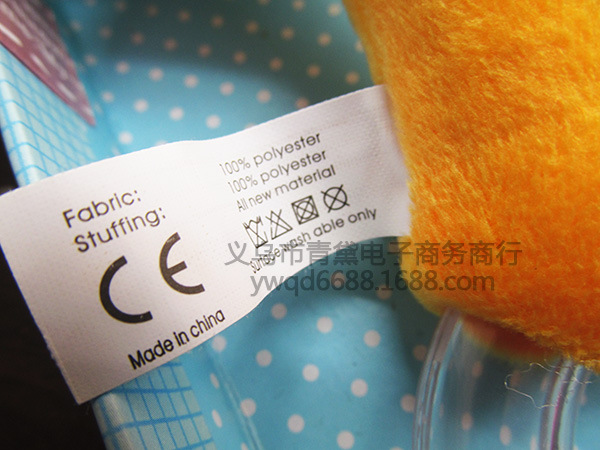 Fabric: 100% polyester
Stuffing: 100% polyester
All new material
surface wash able only
CE
Made in china
义乌市青黛电子商务商行
ywqd6688.1688.com